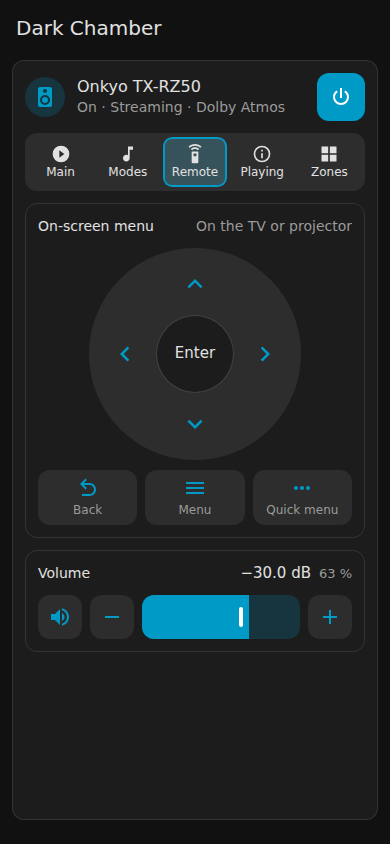 Dark Chamber
Onkyo TX-RZ50
On · Streaming · Dolby Atmos
Main
Modes
Remote
Playing
Zones
On-screen menu
On the TV or projector
Enter
Back
Menu
Quick menu
Volume
−30.0 dB 63 %